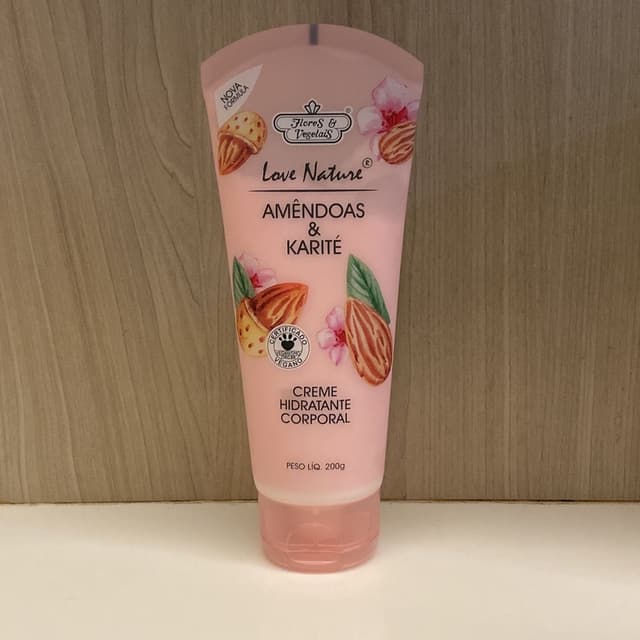 NOVA
FÓRMULA
Flores &
Vegetais
®
Love Nature®
AMÊNDOAS
&
KARITÉ
CERTIFICADO
VEGANO
CREME
HIDRATANTE
CORPORAL
PESO LÍQ. 200g